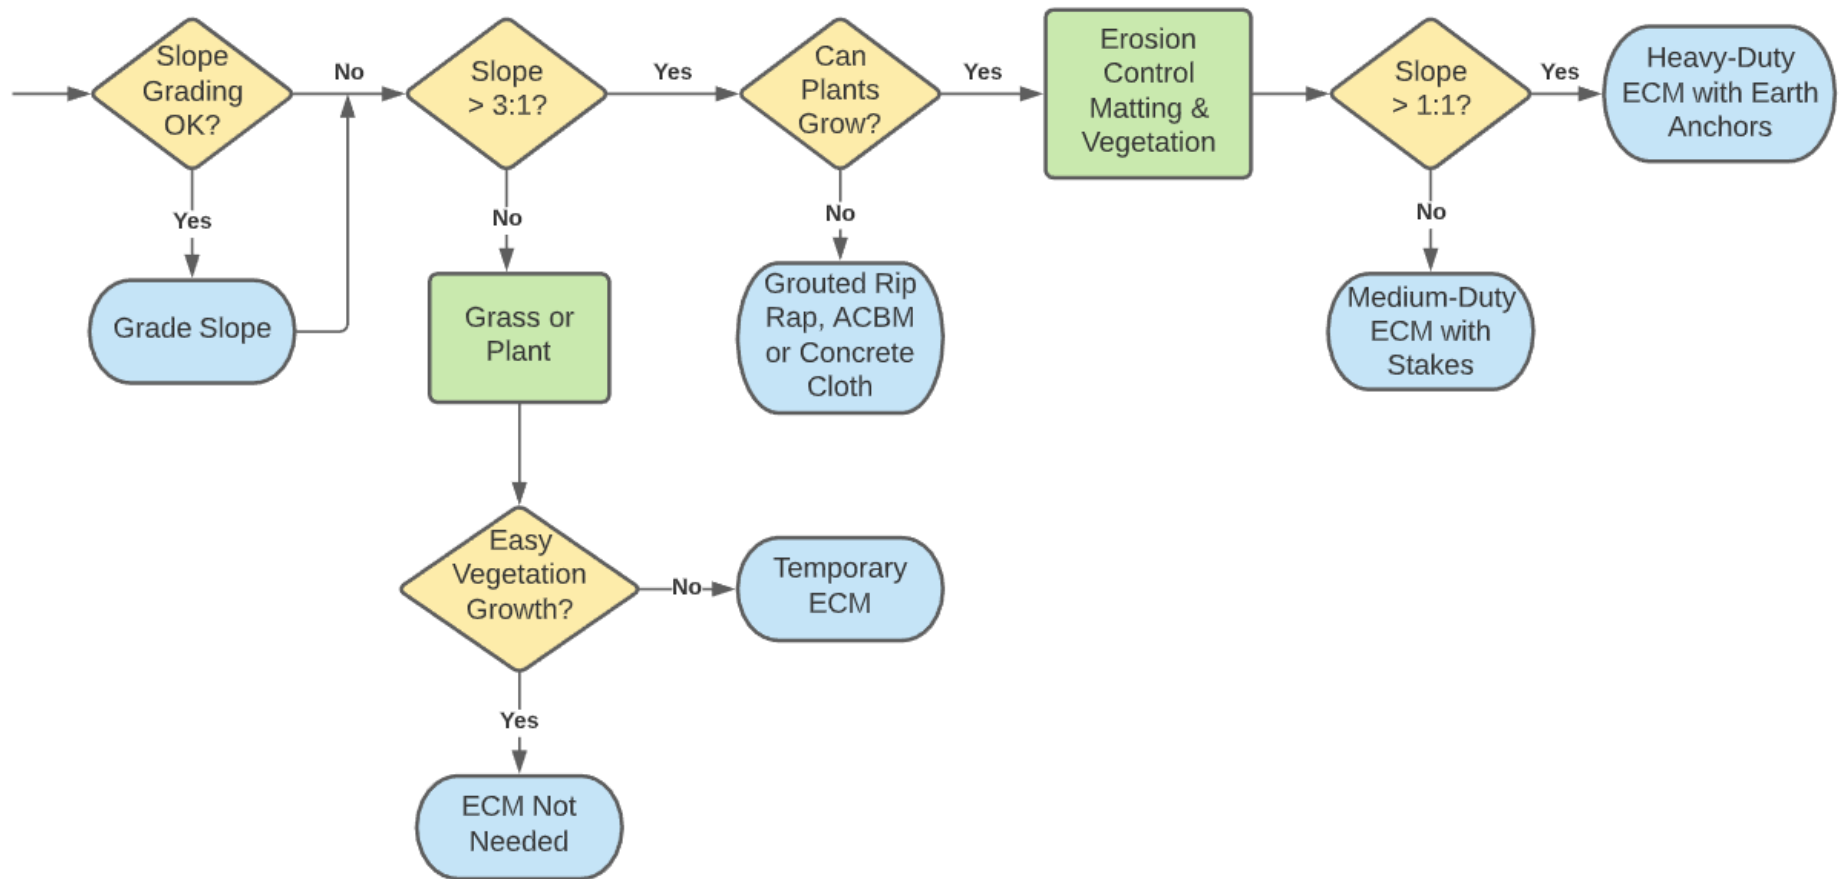 Slope
Grading
OK?
No
Yes
Grade Slope
Slope
> 3:1?
Yes
No
Grass or
Plant
Easy
Vegetation
Growth?
No
Temporary
ECM
Yes
ECM Not
Needed
Can
Plants
Grow?
Yes
No
Grouted Rip
Rap, ACBM
or Concrete
Cloth
Erosion
Control
Matting &
Vegetation
Slope
> 1:1?
Yes
Heavy-Duty
ECM with Earth
Anchors
No
Medium-Duty
ECM with
Stakes